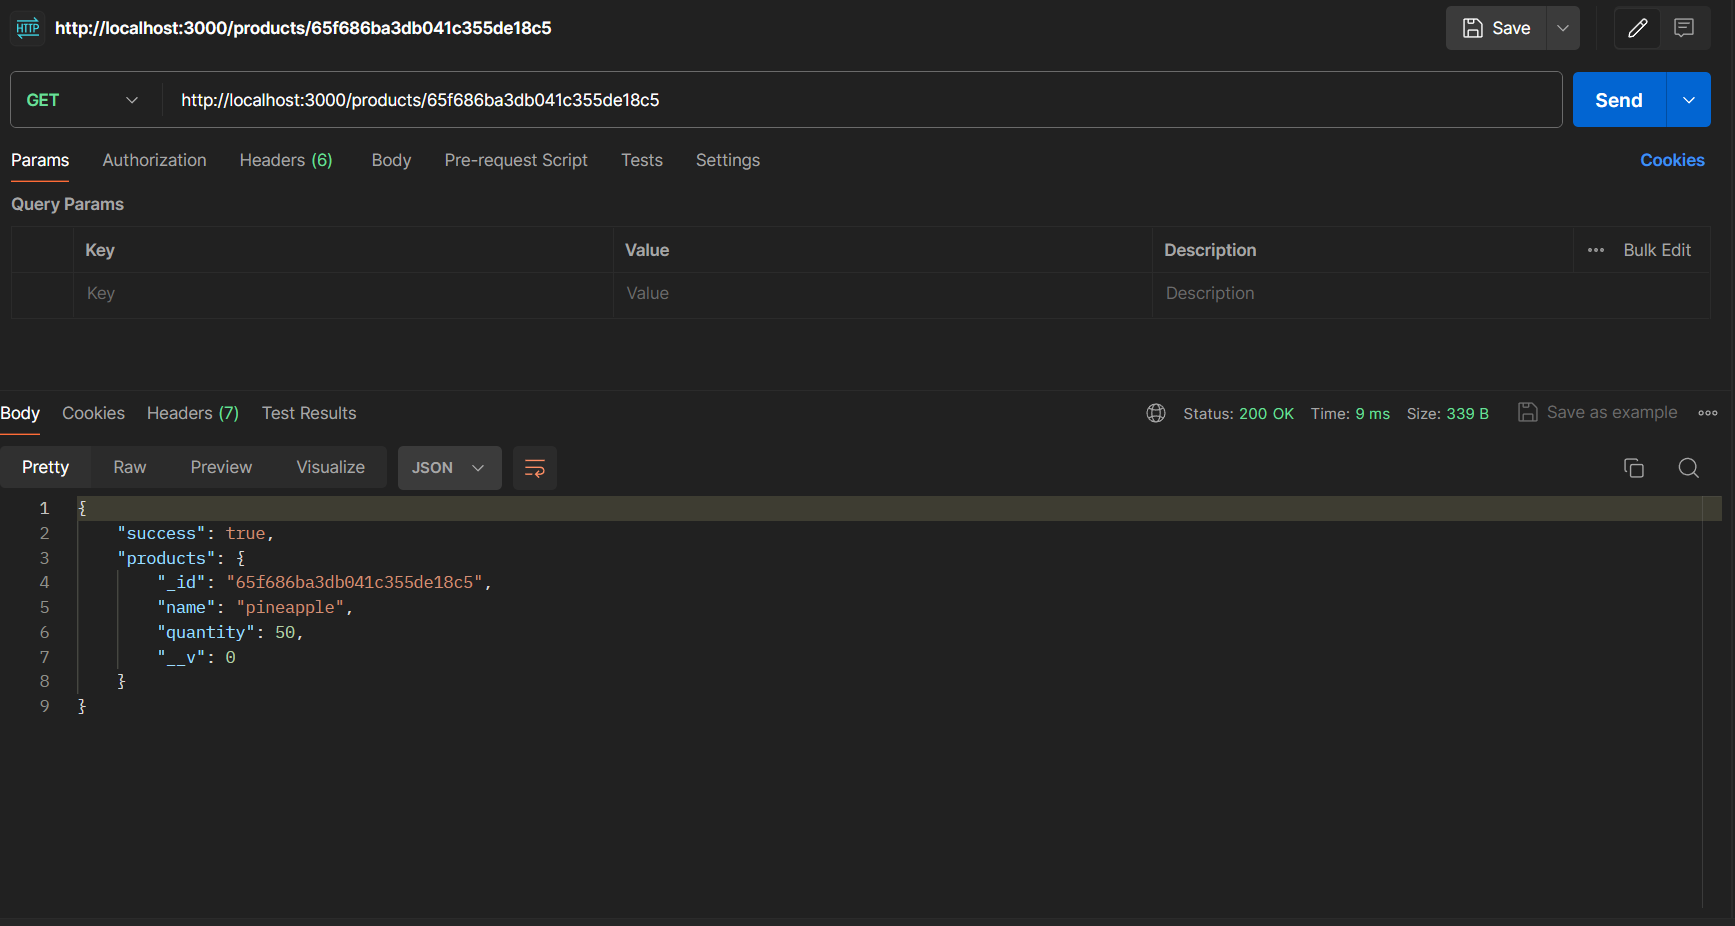 HTTP http://localhost:3000/products/65f686ba3db041c355de18c5 Save
GET http://localhost:3000/products/65f686ba3db041c355de18c5 Send
Params Authorization Headers (6) Body Pre-request Script Tests Settings Cookies
Query Params
Key Value Description ••• Bulk Edit
Key Value Description
Body Cookies Headers (7) Test Results Status: 200 OK Time: 9 ms Size: 339 B Save as example
Pretty Raw Preview Visualize JSON
1 {
2 "success": true,
3 "products": {
4 "_id": "65f686ba3db041c355de18c5",
5 "name": "pineapple",
6 "quantity": 50,
7 "__v": 0
8 }
9 }